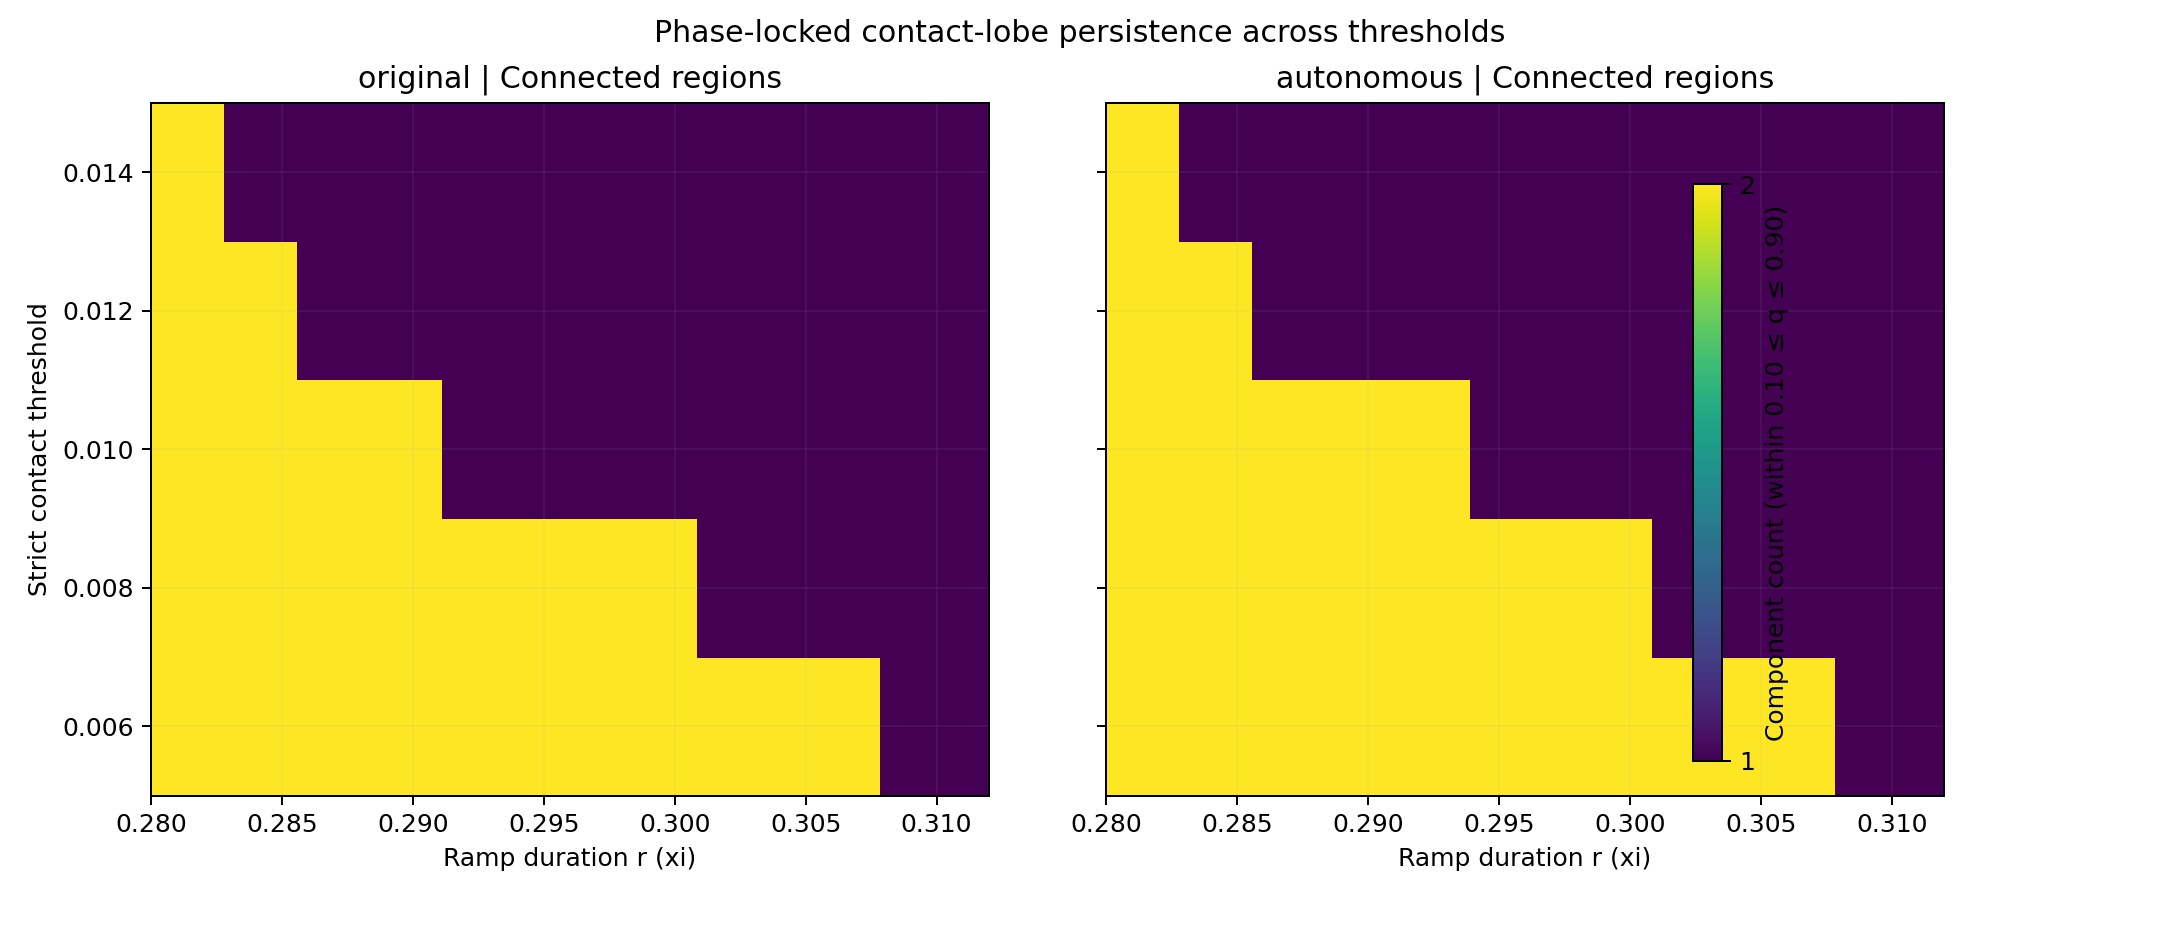 Phase-locked contact-lobe persistence across thresholds
original | Connected regions
autonomous | Connected regions
Strict contact threshold
0.014
0.012
0.010
0.008
0.006
0.280 0.285 0.290 0.295 0.300 0.305 0.310
Ramp duration r (xi)
0.280 0.285 0.290 0.295 0.300 0.305 0.310
Ramp duration r (xi)
2
1
Component count (within 0.10 ≤ q ≤ 0.90)